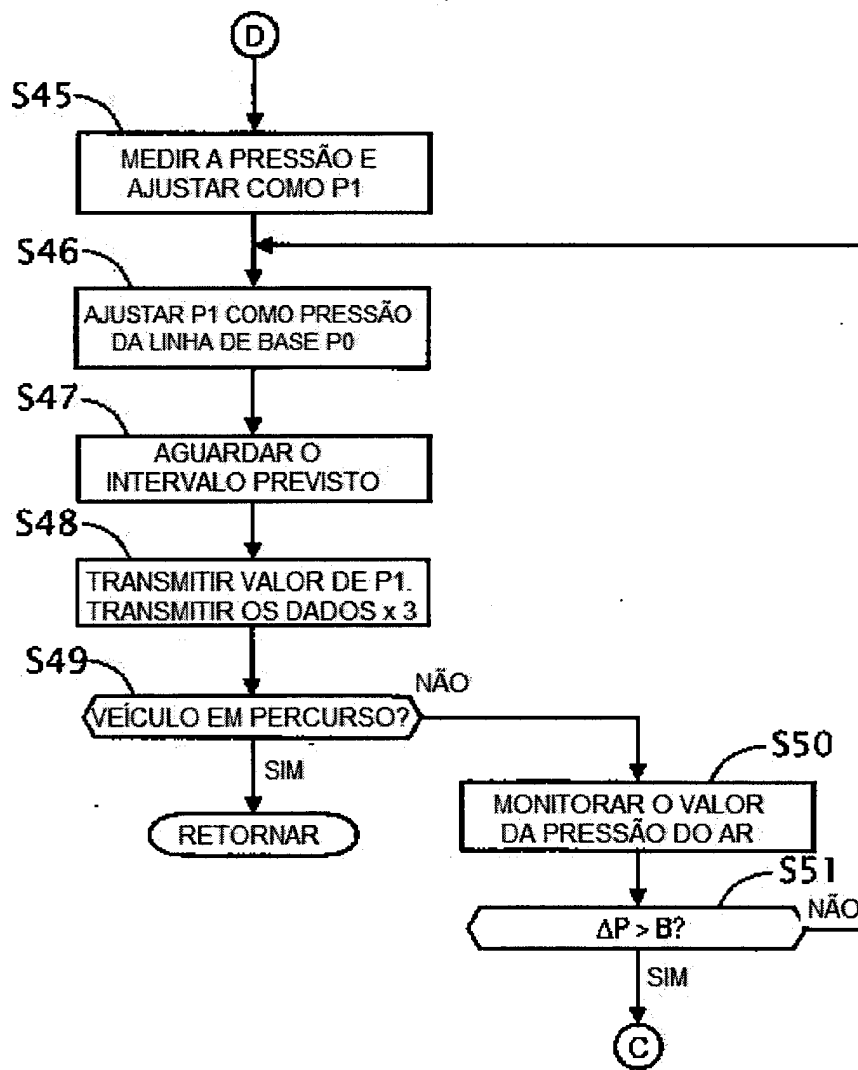 D
S45
MEDIR A PRESSÃO E
AJUSTAR COMO P1
S46
AJUSTAR P1 COMO PRESSÃO
DA LINHA DE BASE P0
S47
AGUARDAR O
INTERVALO PREVISTO
S48
TRANSMITIR VALOR DE P1.
TRANSMITIR OS DADOS x 3
S49
VEÍCULO EM PERCURSO?
NÃO
SIM
RETORNAR
S50
MONITORAR O VALOR
DA PRESSÃO DO AR
S51
ΔP > B?
NÃO
SIM
C